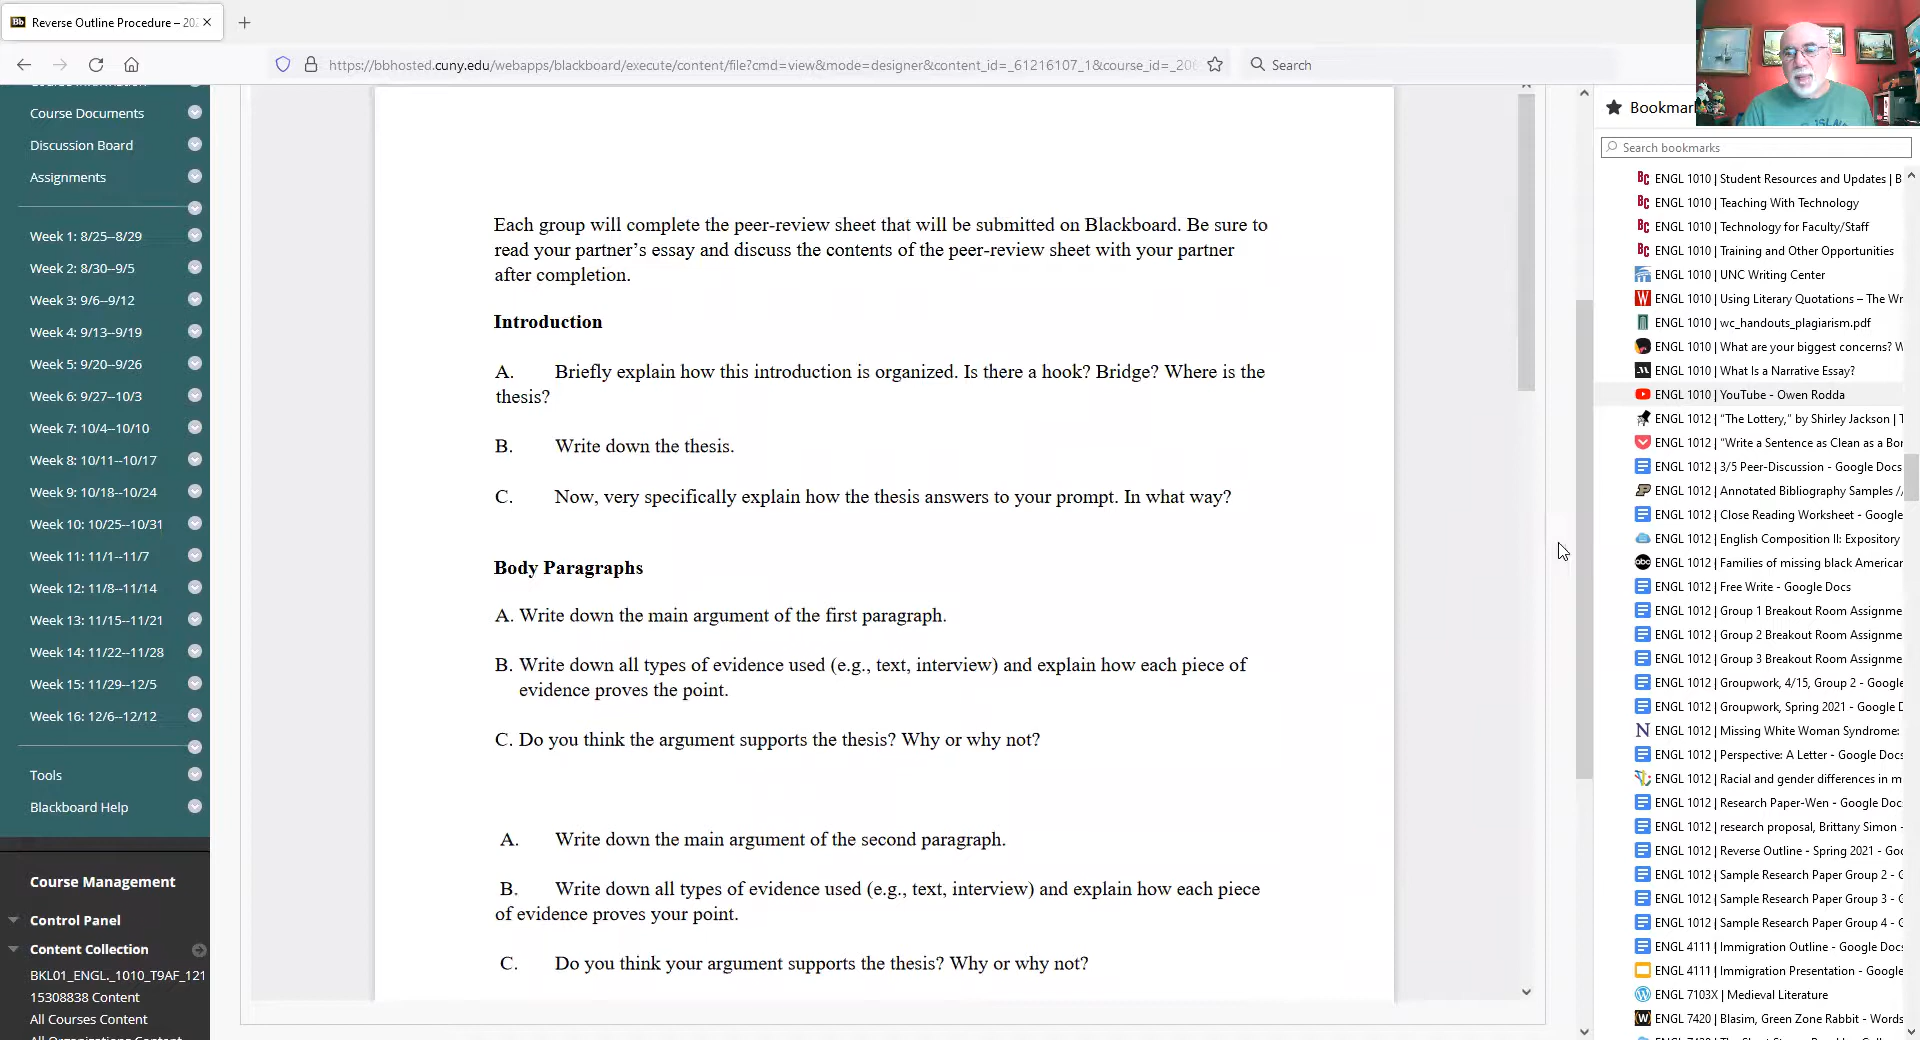 Reverse Outline Procedure – 202
https://bbhosted.cuny.edu/webapps/blackboard/execute/content/file?cmd=view&mode=designer&content_id=_61216107_1&course_id=_206
Search
Course Documents
Discussion Board
Assignments
Week 1: 8/25--8/29
Week 2: 8/30--9/5
Week 3: 9/6--9/12
Week 4: 9/13--9/19
Week 5: 9/20--9/26
Week 6: 9/27--10/3
Week 7: 10/4--10/10
Week 8: 10/11--10/17
Week 9: 10/18--10/24
Week 10: 10/25--10/31
Week 11: 11/1--11/7
Week 12: 11/8--11/14
Week 13: 11/15--11/21
Week 14: 11/22--11/28
Week 15: 11/29--12/5
Week 16: 12/6--12/12
Tools
Blackboard Help
Course Management
Control Panel
Content Collection
BKL01_ENGL._1010_T9AF_121
15308838 Content
All Courses Content
Each group will complete the peer-review sheet that will be submitted on Blackboard. Be sure to
read your partner’s essay and discuss the contents of the peer-review sheet with your partner
after completion.
Introduction
A. Briefly explain how this introduction is organized. Is there a hook? Bridge? Where is the
thesis?
B. Write down the thesis.
C. Now, very specifically explain how the thesis answers to your prompt. In what way?
Body Paragraphs
A. Write down the main argument of the first paragraph.
B. Write down all types of evidence used (e.g., text, interview) and explain how each piece of
evidence proves the point.
C. Do you think the argument supports the thesis? Why or why not?
A. Write down the main argument of the second paragraph.
B. Write down all types of evidence used (e.g., text, interview) and explain how each piece
of evidence proves your point.
C. Do you think your argument supports the thesis? Why or why not?
Bookmar
Search bookmarks
ENGL 1010 | Student Resources and Updates | B
ENGL 1010 | Teaching With Technology
ENGL 1010 | Technology for Faculty/Staff
ENGL 1010 | Training and Other Opportunities
ENGL 1010 | UNC Writing Center
ENGL 1010 | Using Literary Quotations – The Wr
ENGL 1010 | wc_handouts_plagiarism.pdf
ENGL 1010 | What are your biggest concerns? W
ENGL 1010 | What Is a Narrative Essay?
ENGL 1010 | YouTube - Owen Rodda
ENGL 1012 | “The Lottery,” by Shirley Jackson | T
ENGL 1012 | “Write a Sentence as Clean as a Bor
ENGL 1012 | 3/5 Peer-Discussion - Google Docs
ENGL 1012 | Annotated Bibliography Samples //
ENGL 1012 | Close Reading Worksheet - Google
ENGL 1012 | English Composition II: Expository
ENGL 1012 | Families of missing black American
ENGL 1012 | Free Write - Google Docs
ENGL 1012 | Group 1 Breakout Room Assignme
ENGL 1012 | Group 2 Breakout Room Assignme
ENGL 1012 | Group 3 Breakout Room Assignme
ENGL 1012 | Groupwork, 4/15, Group 2 - Google
ENGL 1012 | Groupwork, Spring 2021 - Google D
ENGL 1012 | Missing White Woman Syndrome:
ENGL 1012 | Perspective: A Letter - Google Docs
ENGL 1012 | Racial and gender differences in m
ENGL 1012 | Research Paper-Wen - Google Doc
ENGL 1012 | research proposal, Brittany Simon -
ENGL 1012 | Reverse Outline - Spring 2021 - Goo
ENGL 1012 | Sample Research Paper Group 2 - G
ENGL 1012 | Sample Research Paper Group 3 - G
ENGL 1012 | Sample Research Paper Group 4 - G
ENGL 4111 | Immigration Outline - Google Docs
ENGL 4111 | Immigration Presentation - Google
ENGL 7103X | Medieval Literature
ENGL 7420 | Blasim, Green Zone Rabbit - Words